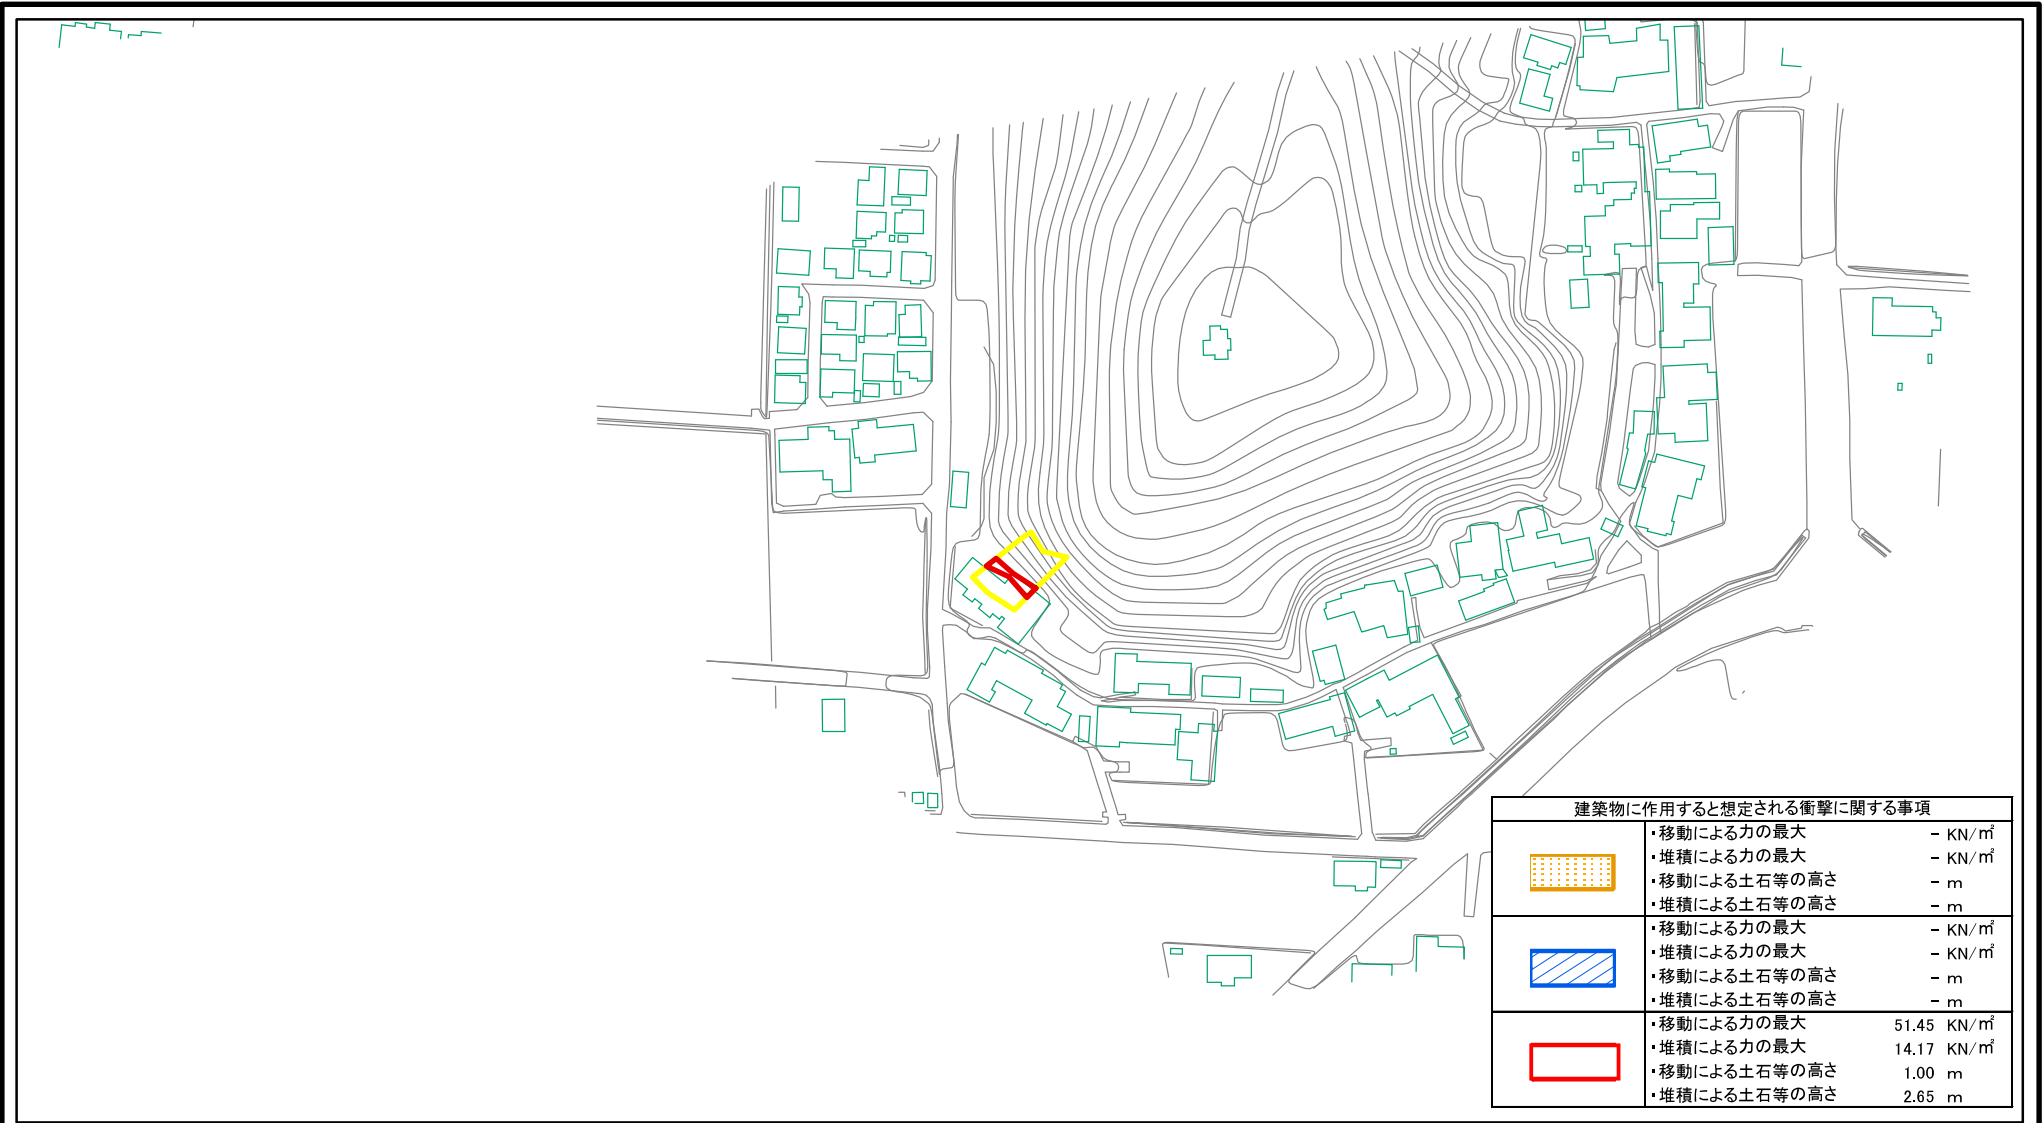 建築物に作用すると想定される衝撃に関する事項
・移動による力の最大 － KN/㎡
・堆積による力の最大 － KN/㎡
・移動による土石等の高さ － m
・堆積による土石等の高さ － m
・移動による力の最大 － KN/㎡
・堆積による力の最大 － KN/㎡
・移動による土石等の高さ － m
・堆積による土石等の高さ － m
・移動による力の最大 51.45 KN/㎡
・堆積による力の最大 14.17 KN/㎡
・移動による土石等の高さ 1.00 m
・堆積による土石等の高さ 2.65 m